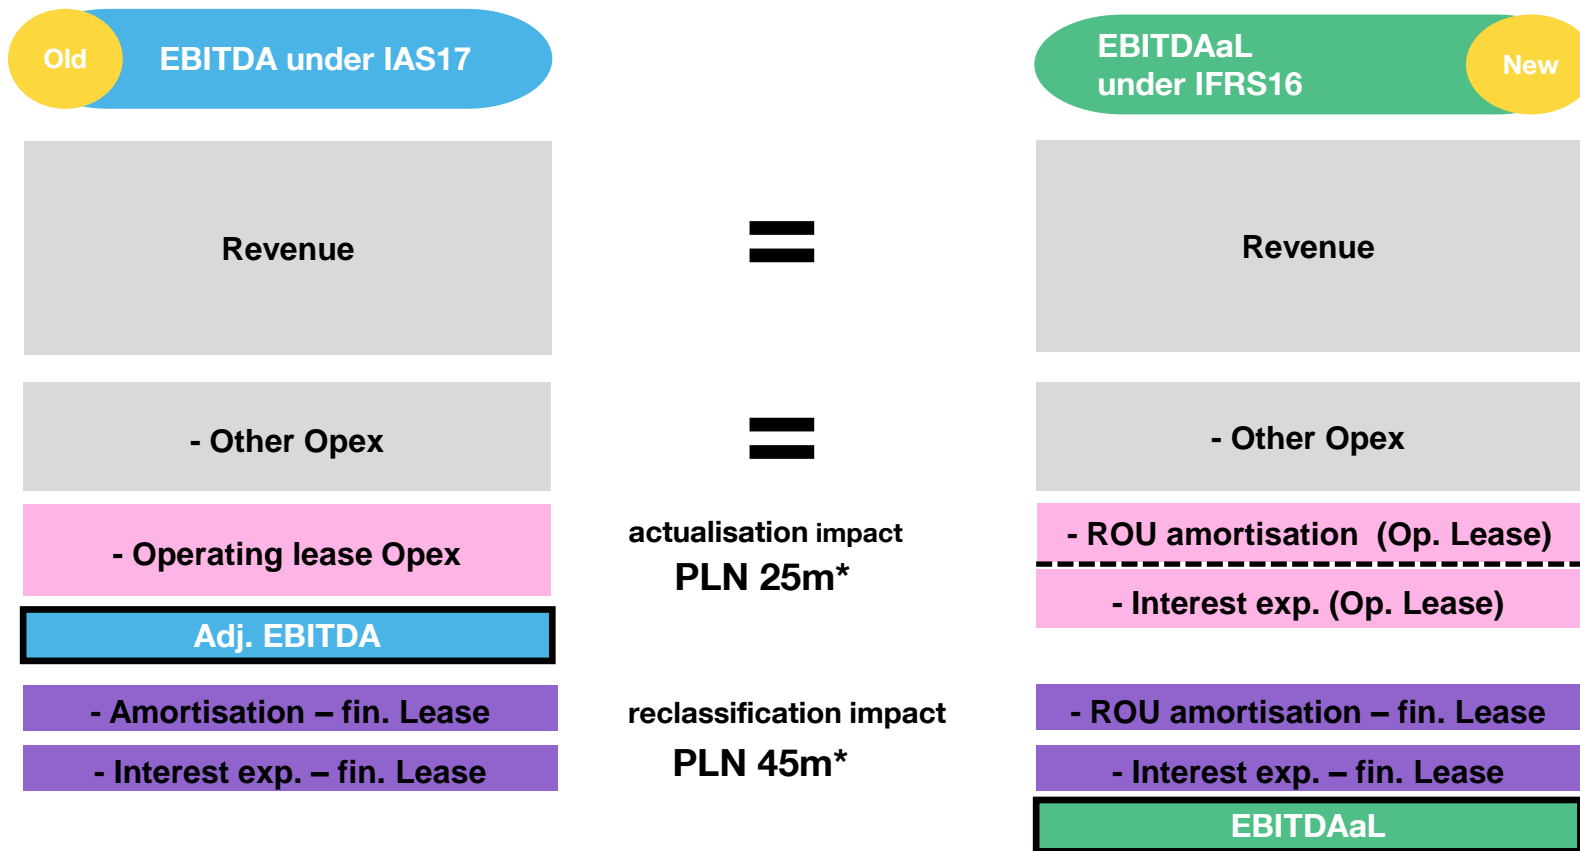 Old
EBITDA under IAS17
EBITDAaL
under IFRS16
New
Revenue
=
Revenue
- Other Opex
=
- Other Opex
- Operating lease Opex
actualisation impact
PLN 25m*
- ROU amortisation (Op. Lease)
- Interest exp. (Op. Lease)
Adj. EBITDA
- Amortisation – fin. Lease
reclassification impact
- ROU amortisation – fin. Lease
- Interest exp. – fin. Lease
PLN 45m*
- Interest exp. – fin. Lease
EBITDAaL